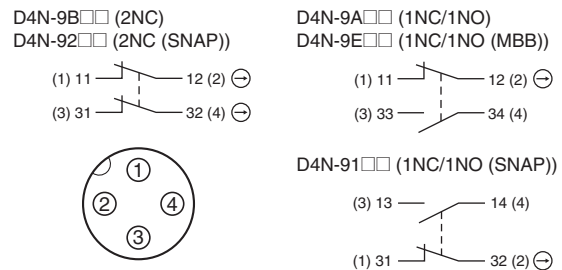 D4N-9B□□ (2NC)
D4N-92□□ (2NC (SNAP))
(1) 11 12 (2)
(3) 31 32 (4)
1
2 4
3
D4N-9A□□ (1NC/1NO)
D4N-9E□□ (1NC/1NO (MBB))
(1) 11 12 (2)
(3) 33 34 (4)
D4N-91□□ (1NC/1NO (SNAP))
(3) 13 14 (4)
(1) 31 32 (2)